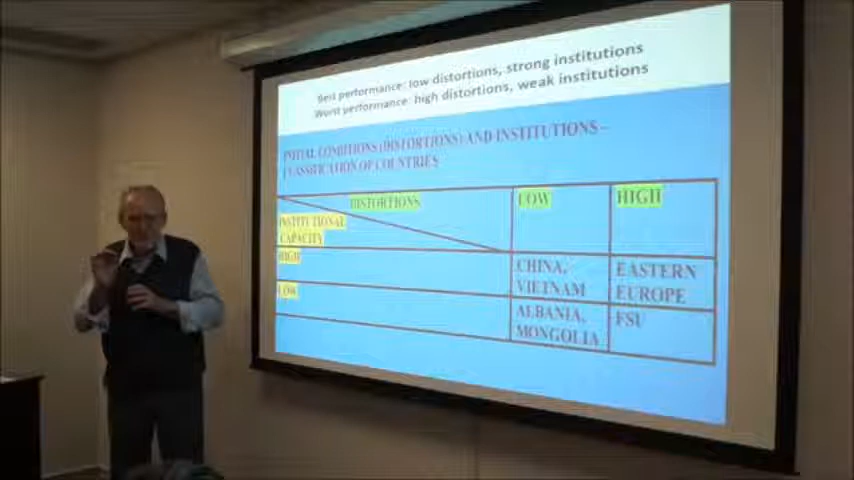 Best performance: low distortions, strong institutions
Worst performance: high distortions, weak institutions
INITIAL CONDITIONS (DISTORTIONS) AND INSTITUTIONS –
CLASSIFICATION OF COUNTRIES
DISTORTIONS
LOW
HIGH
INSTITUTIONAL
CAPACITY
HIGH
CHINA,
VIETNAM
EASTERN
EUROPE
LOW
ALBANIA,
MONGOLIA
FSU